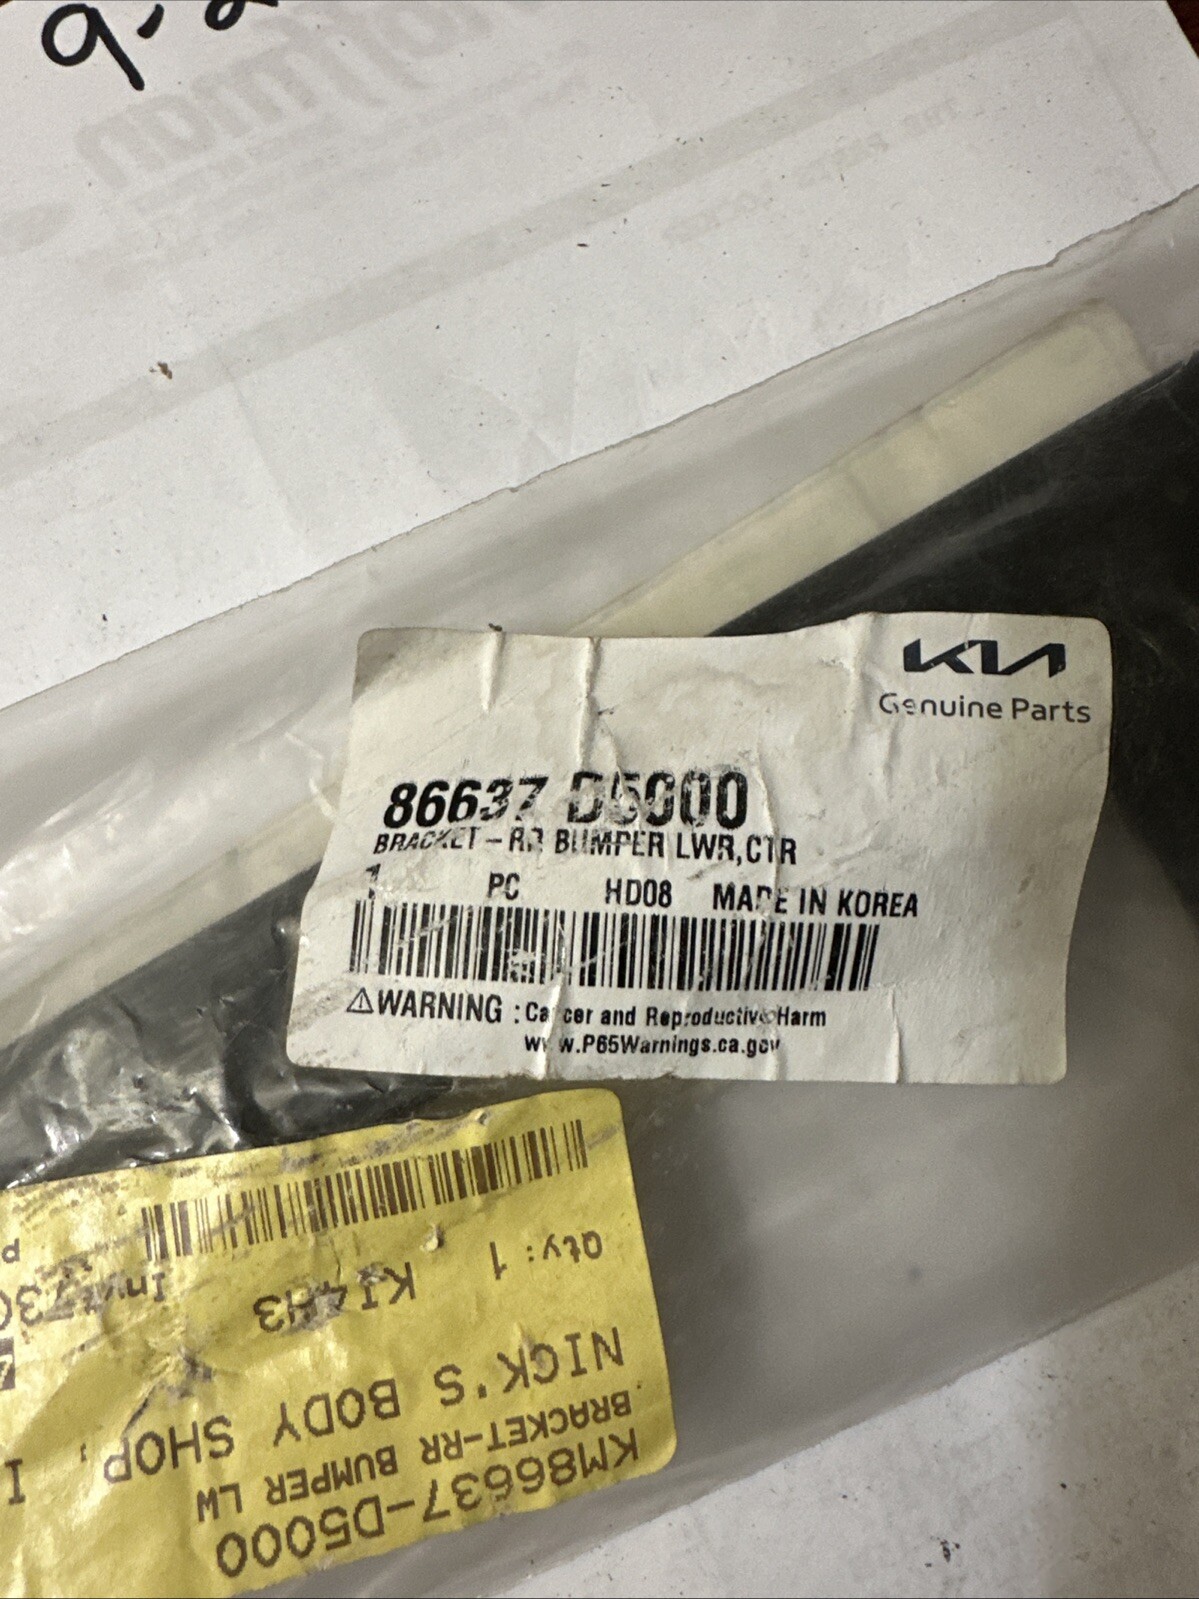 9.2
KIA
Genuine Parts
86637 D5000
BRACKET-RR BUMPER LWR,CTR
1 PC HD08 MADE IN KOREA
⚠WARNING : Cancer and Reproductive Harm
www.P65Warnings.ca.gov
KM86637-D5000
BRACKET-RR BUMPER LW
NICK'S BODY SHOP, I
KI4H3
Qty: 1